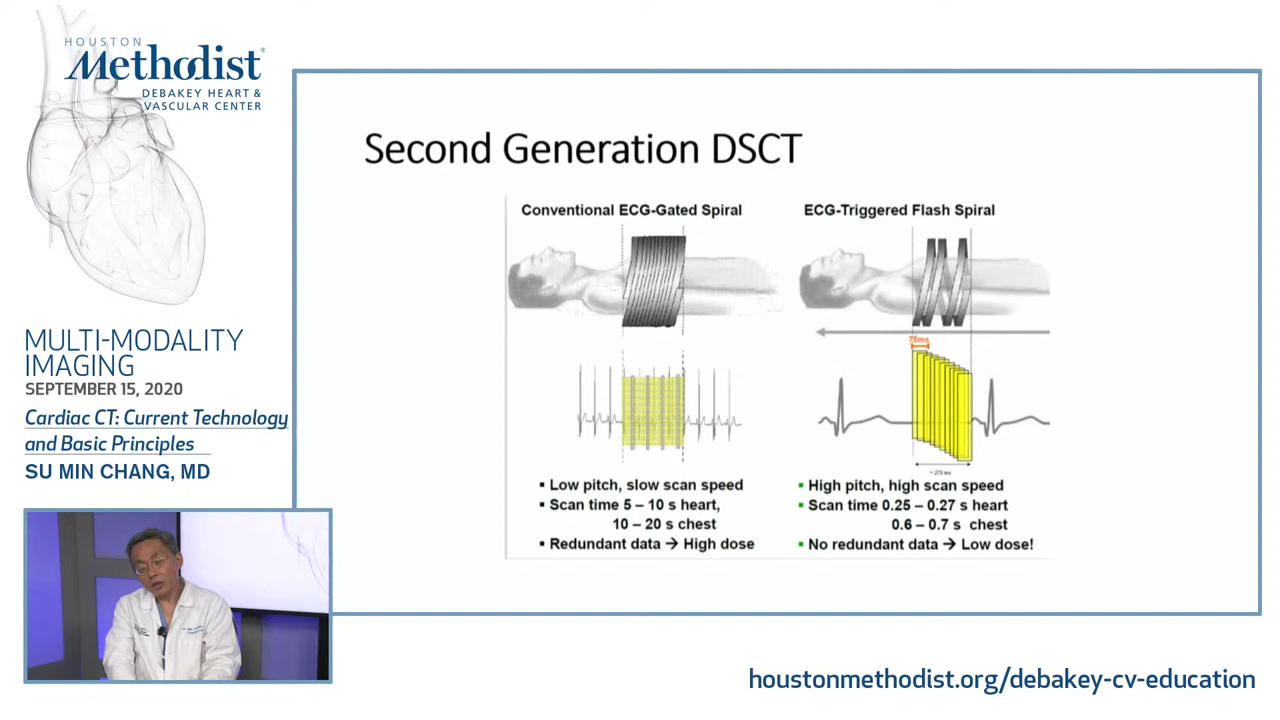 HOUSTON
Methodist®
DEBAKEY HEART &
VASCULAR CENTER
MULTI-MODALITY
IMAGING
SEPTEMBER 15, 2020
Cardiac CT: Current Technology
and Basic Principles
SU MIN CHANG, MD
Second Generation DSCT
Conventional ECG-Gated Spiral
▪ Low pitch, slow scan speed
▪ Scan time 5 – 10 s heart,
10 – 20 s chest
▪ Redundant data → High dose
ECG-Triggered Flash Spiral
75ms
▪ High pitch, high scan speed
▪ Scan time 0.25 – 0.27 s heart
0.6 – 0.7 s chest
▪ No redundant data → Low dose!
houstonmethodist.org/debakey-cv-education